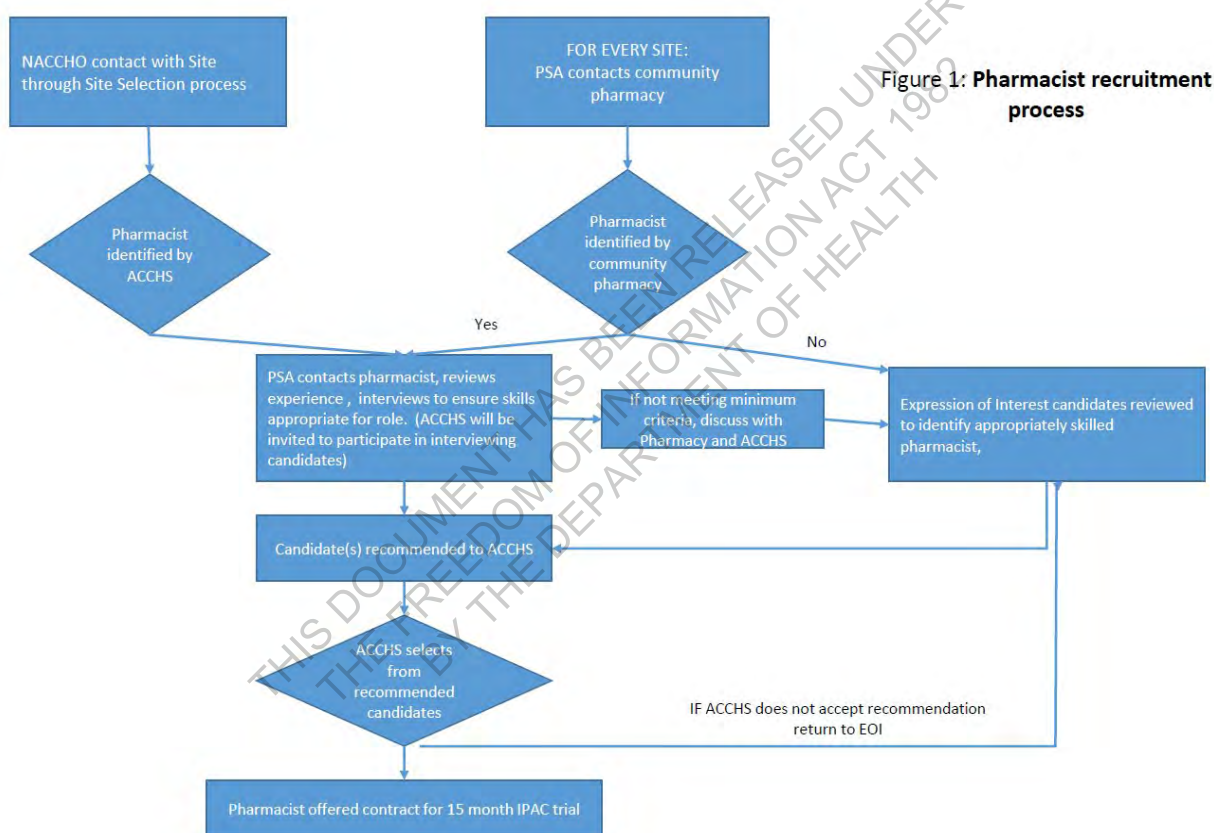 NACCHO contact with Site
through Site Selection process
FOR EVERY SITE:
PSA contacts community
pharmacy
Figure 1: Pharmacist recruitment
process
Pharmacist
identified by
ACCHS
Pharmacist
identified by
community
pharmacy
Yes
No
PSA contacts pharmacist, reviews
experience , interviews to ensure skills
appropriate for role. (ACCHS will be
invited to participate in interviewing
candidates)
If not meeting minimum
criteria, discuss with
Pharmacy and ACCHS
Expression of Interest candidates reviewed
to identify appropriately skilled
pharmacist,
Candidate(s) recommended to ACCHS
ACCHS selects
from
recommended
candidates
IF ACCHS does not accept recommendation
return to EOI
Pharmacist offered contract for 15 month IPAC trial
THIS DOCUMENT HAS BEEN RELEASED UNDER
THE FREEDOM OF INFORMATION ACT 1982
BY THE DEPARTMENT OF HEALTH